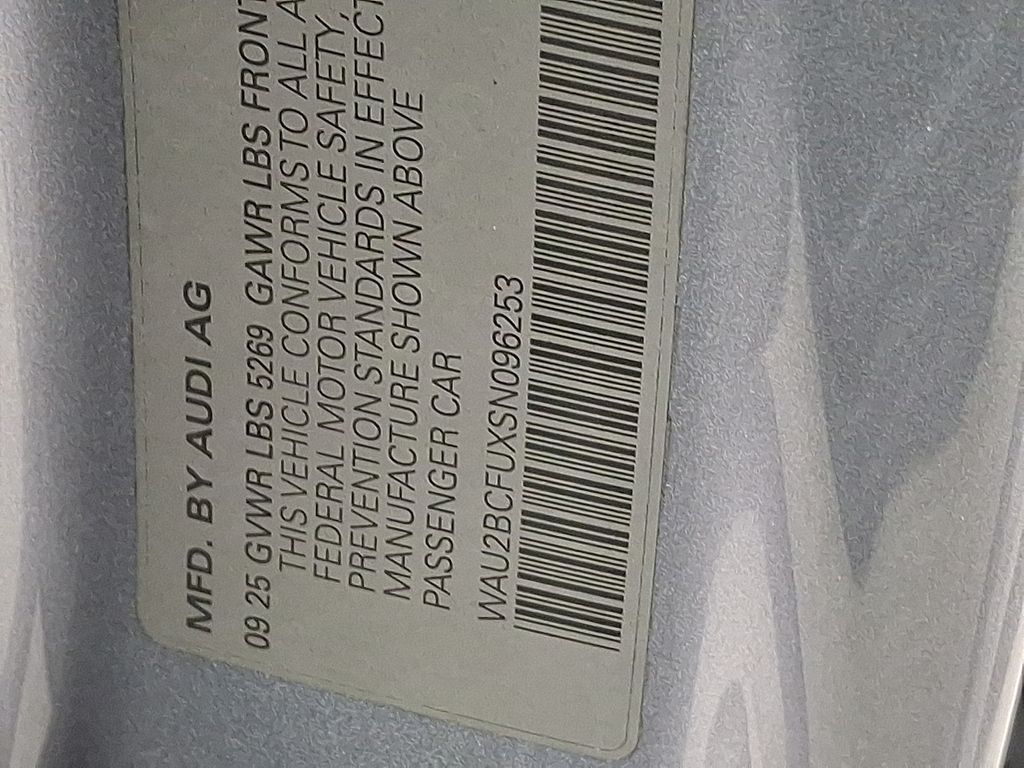 MFD. BY AUDI AG
09 25 GVWR LBS 5269 GAWR LBS FRONT
THIS VEHICLE CONFORMS TO ALL A
FEDERAL MOTOR VEHICLE SAFETY,
PREVENTION STANDARDS IN EFFECT
MANUFACTURE SHOWN ABOVE
PASSENGER CAR
WAU2BCFUXSN096253